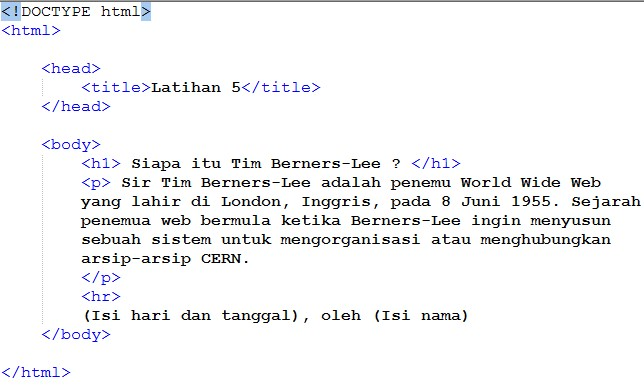 <!DOCTYPE html>
<html>
<head>
<title>Latihan 5</title>
</head>
<body>
<h1> Siapa itu Tim Berners-Lee ? </h1>
<p> Sir Tim Berners-Lee adalah penemu World Wide Web
yang lahir di London, Inggris, pada 8 Juni 1955. Sejarah
penemua web bermula ketika Berners-Lee ingin menyusun
sebuah sistem untuk mengorganisasi atau menghubungkan
arsip-arsip CERN.
</p>
<hr>
(Isi hari dan tanggal), oleh (Isi nama)
</body>
</html>